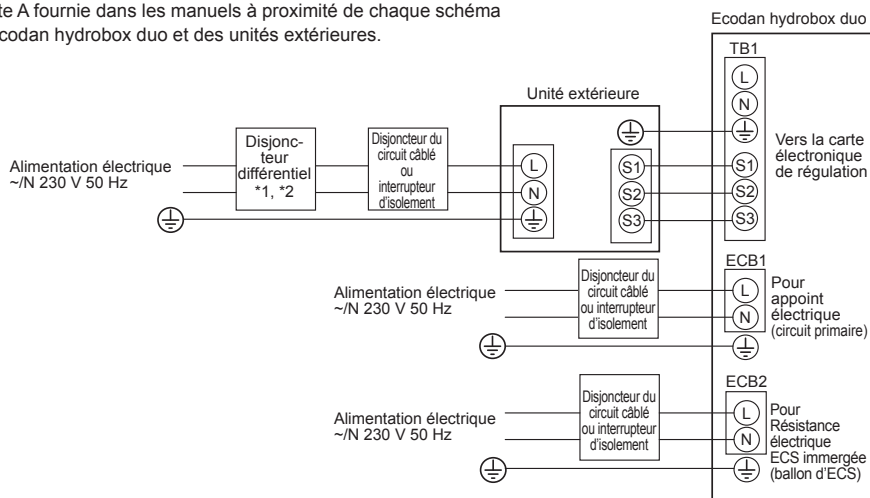 te A fournie dans les manuels à proximité de chaque schéma
codan hydrobox duo et des unités extérieures.
Ecodan hydrobox duo
TB1
L
N
Unité extérieure
Alimentation électrique
~/N 230 V 50 Hz
Disjonc-
teur
différentiel
*1, *2
Disjoncteur du
circuit câblé
ou
interrupteur
d'isolement
L
N
S1
S2
S3
S1
S2
S3
Vers la carte
électronique
de régulation
ECB1
Alimentation électrique
~/N 230 V 50 Hz
Disjoncteur du
circuit câblé
ou interrupteur
d'isolement
L
N
Pour
appoint
électrique
(circuit primaire)
ECB2
Alimentation électrique
~/N 230 V 50 Hz
Disjoncteur du
circuit câblé
ou interrupteur
d'isolement
L
N
Pour
Résistance
électrique
ECS immergée
(ballon d'ECS)